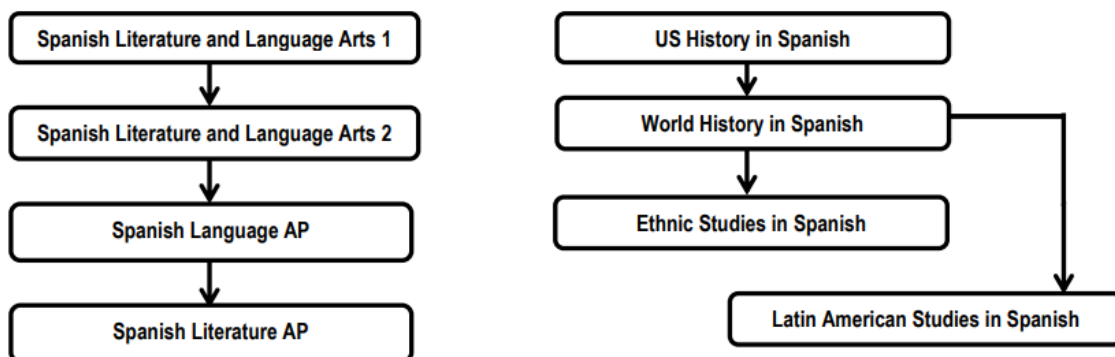 Spanish Literature and Language Arts 1
Spanish Literature and Language Arts 2
Spanish Language AP
Spanish Literature AP
US History in Spanish
World History in Spanish
Ethnic Studies in Spanish
Latin American Studies in Spanish